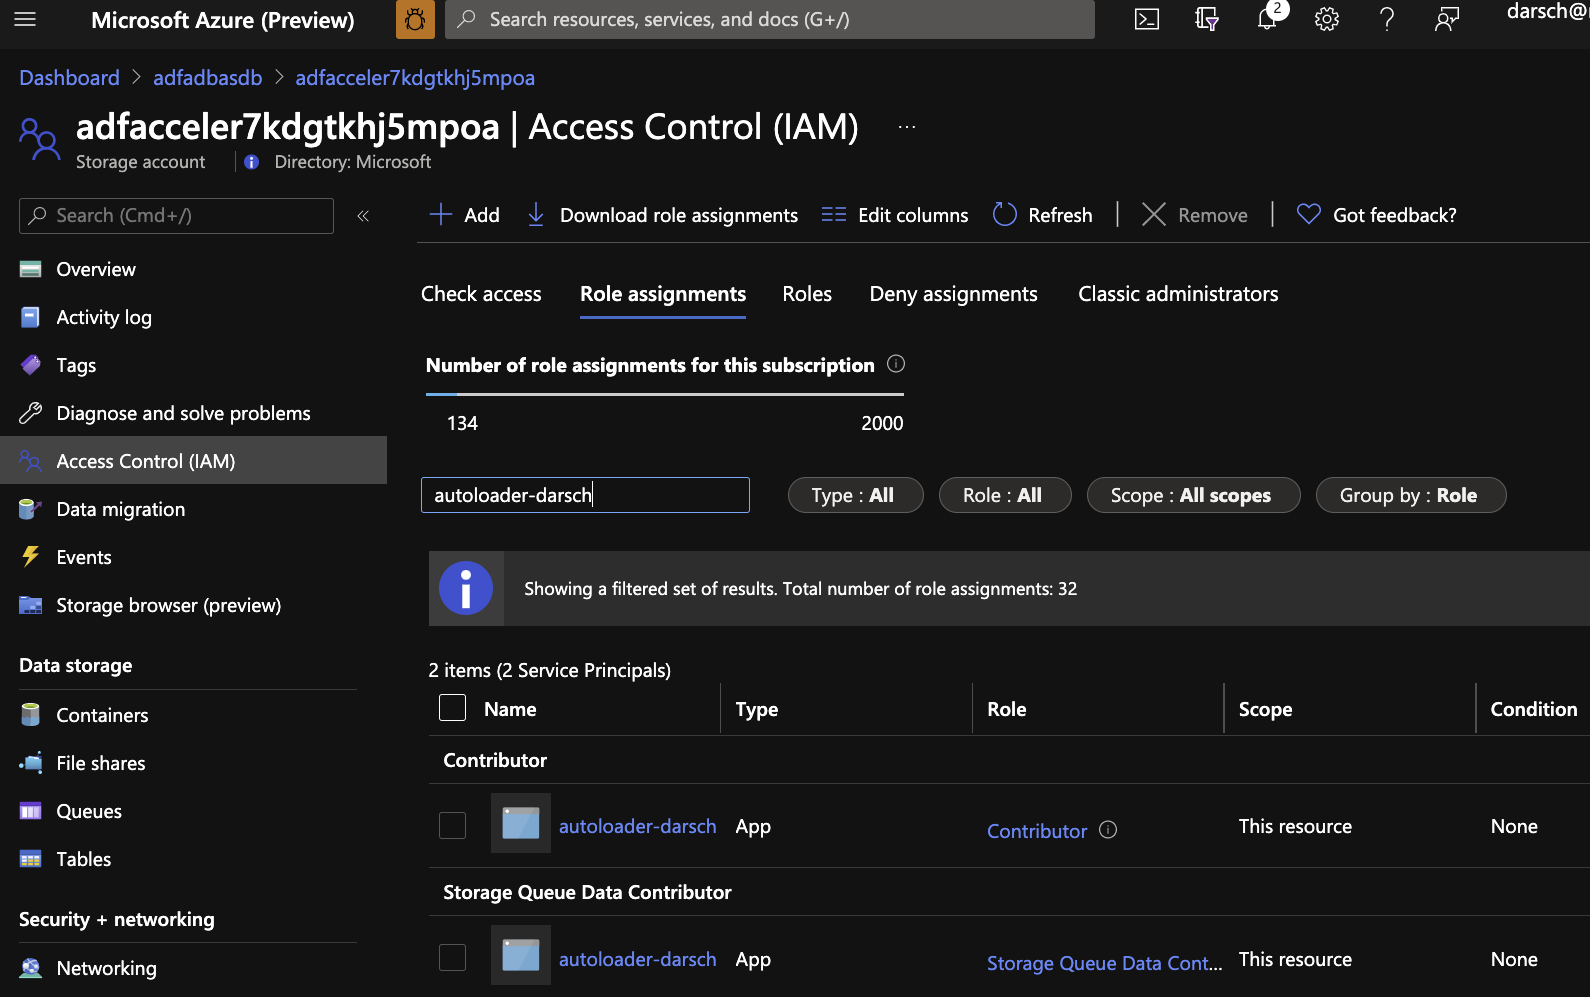 Microsoft Azure (Preview)
Search resources, services, and docs (G+/)
2
darsch@
Dashboard > adfadbasdb > adfacceler7kdgtkhj5mpoa
adfacceler7kdgtkhj5mpoa | Access Control (IAM) ...
Storage account
Directory: Microsoft
Search (Cmd+/)
«
Overview
Activity log
Tags
Diagnose and solve problems
Access Control (IAM)
Data migration
Events
Storage browser (preview)
Data storage
Containers
File shares
Queues
Tables
Security + networking
Networking
Add
Download role assignments
Edit columns
Refresh
Remove
Got feedback?
Check access
Role assignments
Roles
Deny assignments
Classic administrators
Number of role assignments for this subscription
134
2000
autoloader-darsch
Type : All
Role : All
Scope : All scopes
Group by : Role
Showing a filtered set of results. Total number of role assignments: 32
2 items (2 Service Principals)
Name
Type
Role
Scope
Condition
Contributor
autoloader-darsch
App
Contributor
This resource
None
Storage Queue Data Contributor
autoloader-darsch
App
Storage Queue Data Cont...
This resource
None